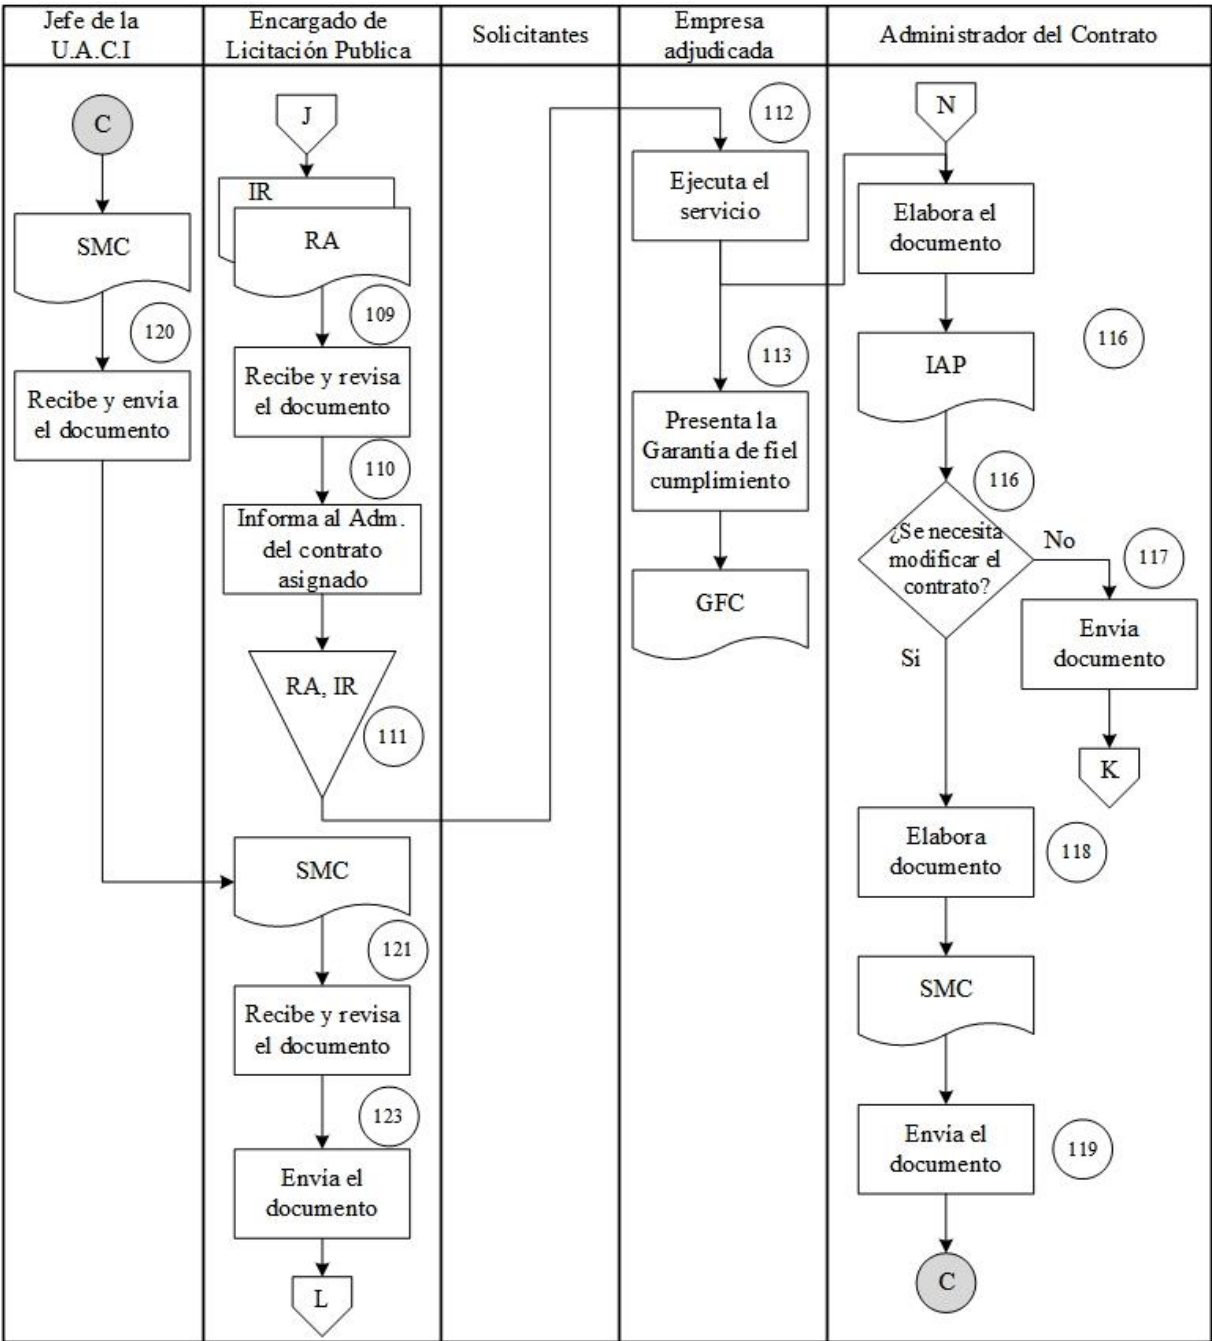 Jefe de la
U.A.C.I
Encargado de
Licitación Publica
Solicitantes
Empresa
adjudicada
Administrador del Contrato
C
SMC
120
Recibe y envía
el documento
J
IR
RA
109
Recibe y revisa
el documento
110
Informa al Adm.
del contrato
asignado
RA, IR
111
SMC
121
Recibe y revisa
el documento
123
Envía el
documento
L
112
Ejecuta el
servicio
113
Presenta la
Garantía de fiel
cumplimiento
GFC
N
Elabora el
documento
116
IAP
116
¿Se necesita
modificar el
contrato?
No
117
Envía
documento
K
Si
Elabora
documento
118
SMC
Envía el
documento
119
C